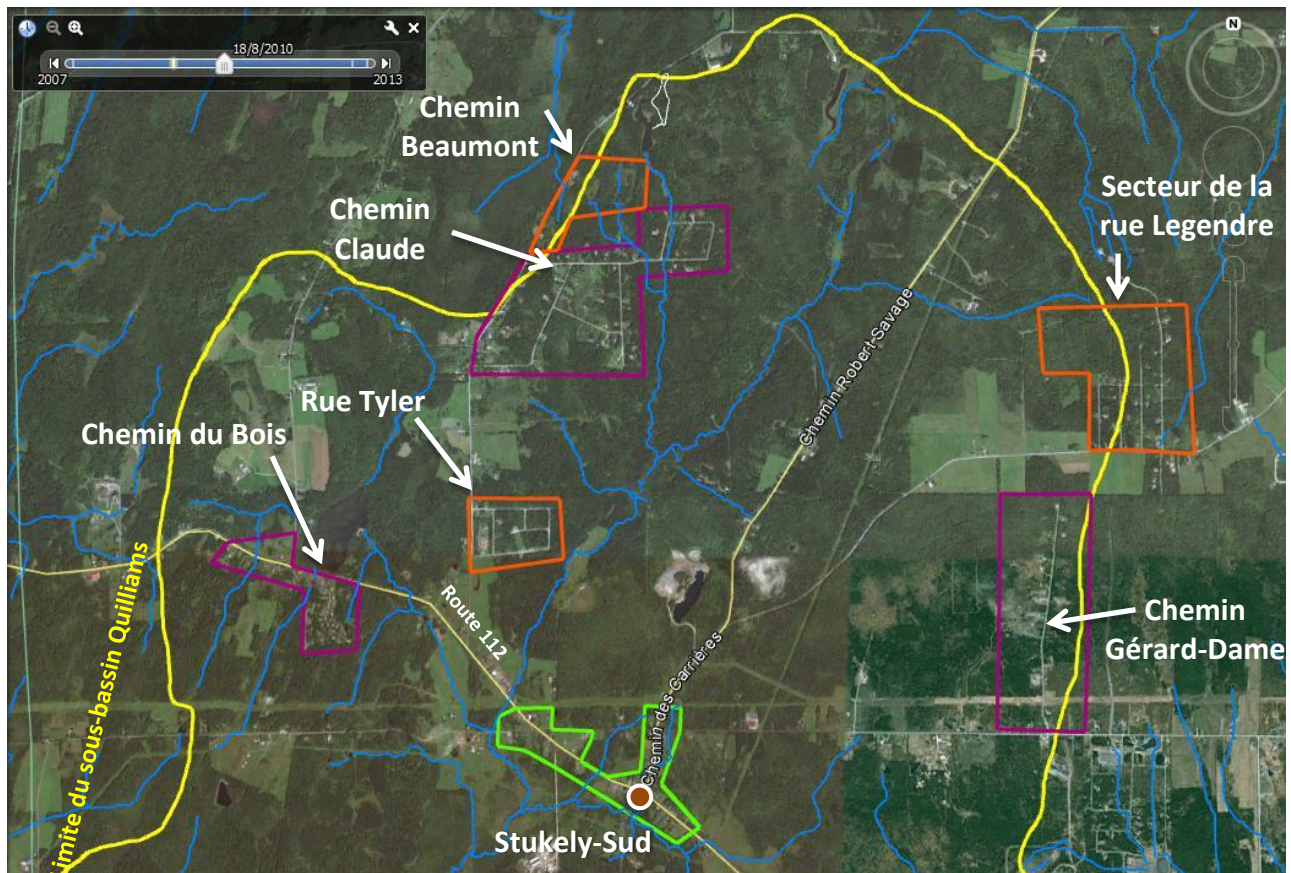 18/8/2010
2007
2013
N
Chemin
Beaumont
Chemin
Claude
Secteur de la
rue Legendre
Chemin Robert-Savage
Rue Tyler
Chemin du Bois
Route 112
Chemin
Gérard-Dame
Chemin des Carrières
Limite du sous-bassin Quilliams
Stukely-Sud